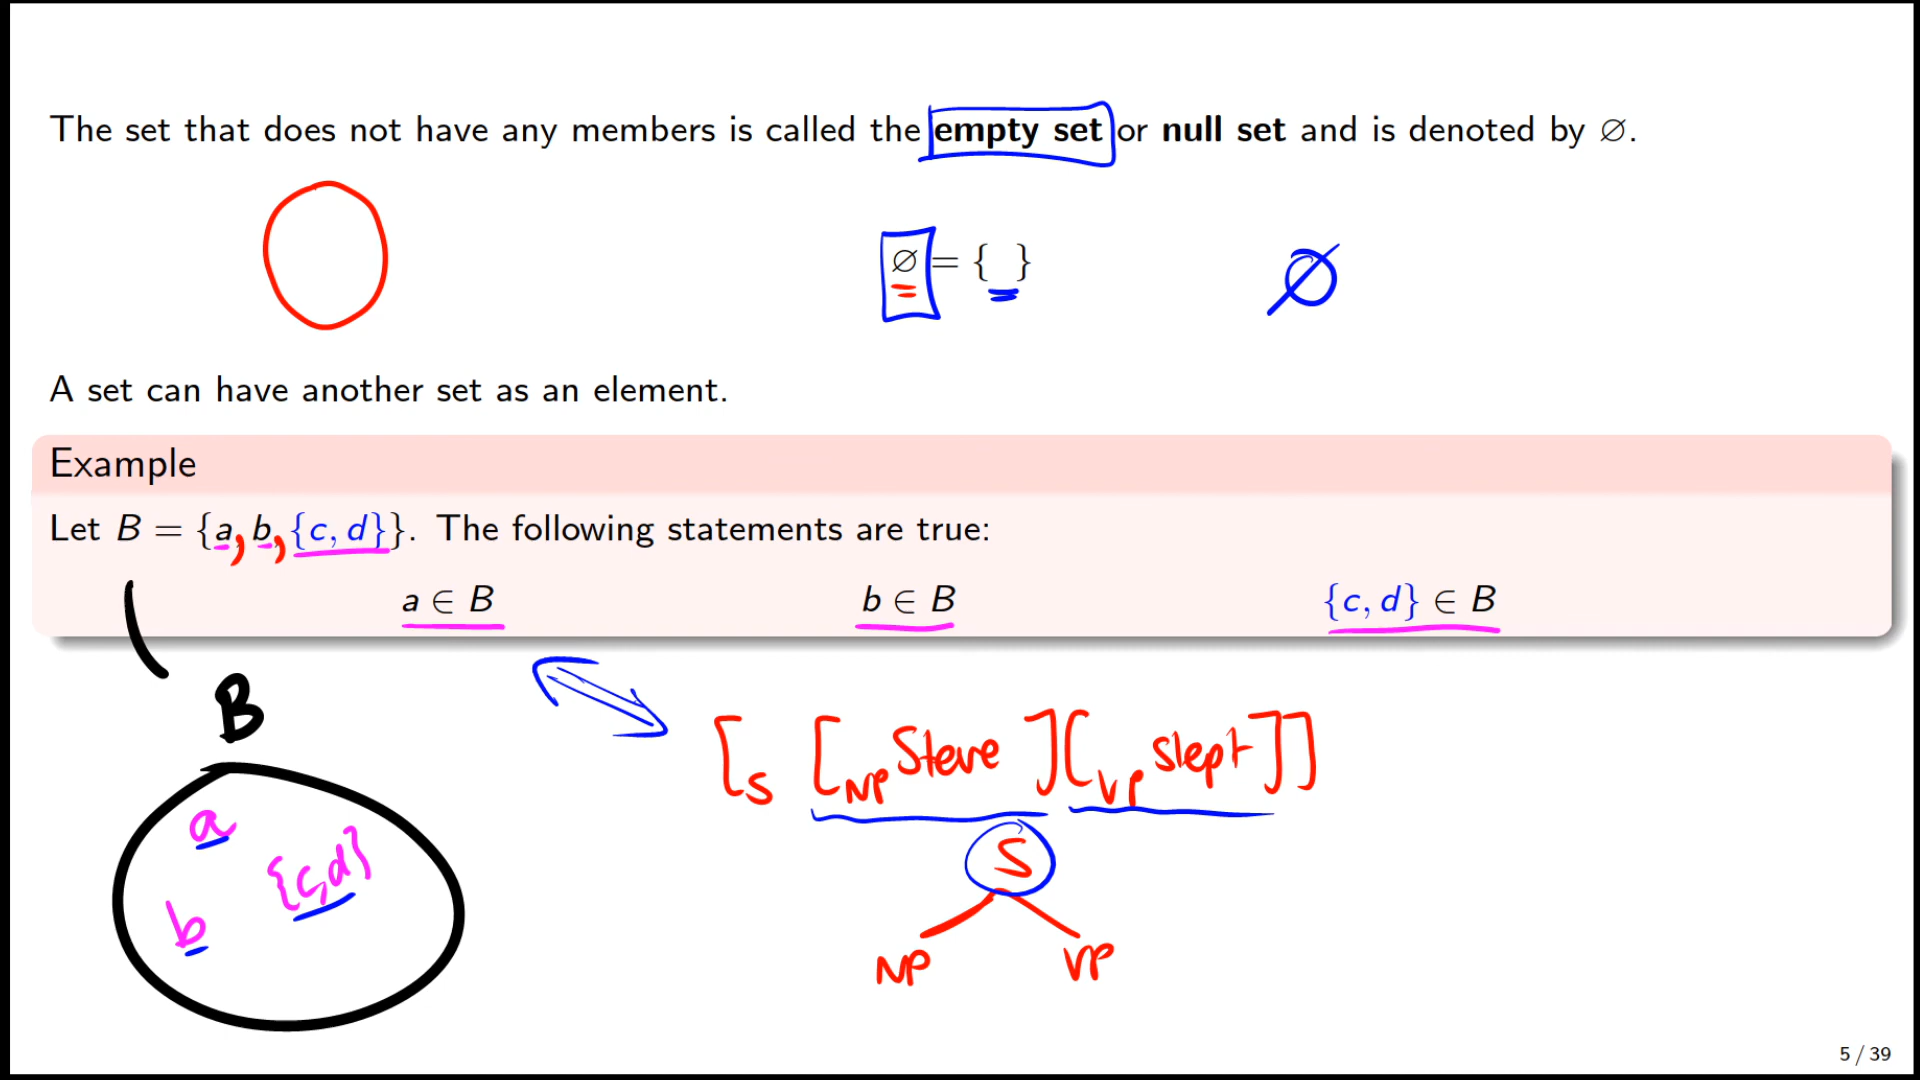 The set that does not have any members is called the empty set or null set and is denoted by ∅.
∅ = { }
∅
A set can have another set as an element.
Example
Let B = {a, b, {c, d}}. The following statements are true:
a ∈ B b ∈ B {c, d} ∈ B
B
[S [NP Steve ][VP slept]]
a
{c,d}
b
S
NP VP
5 / 39